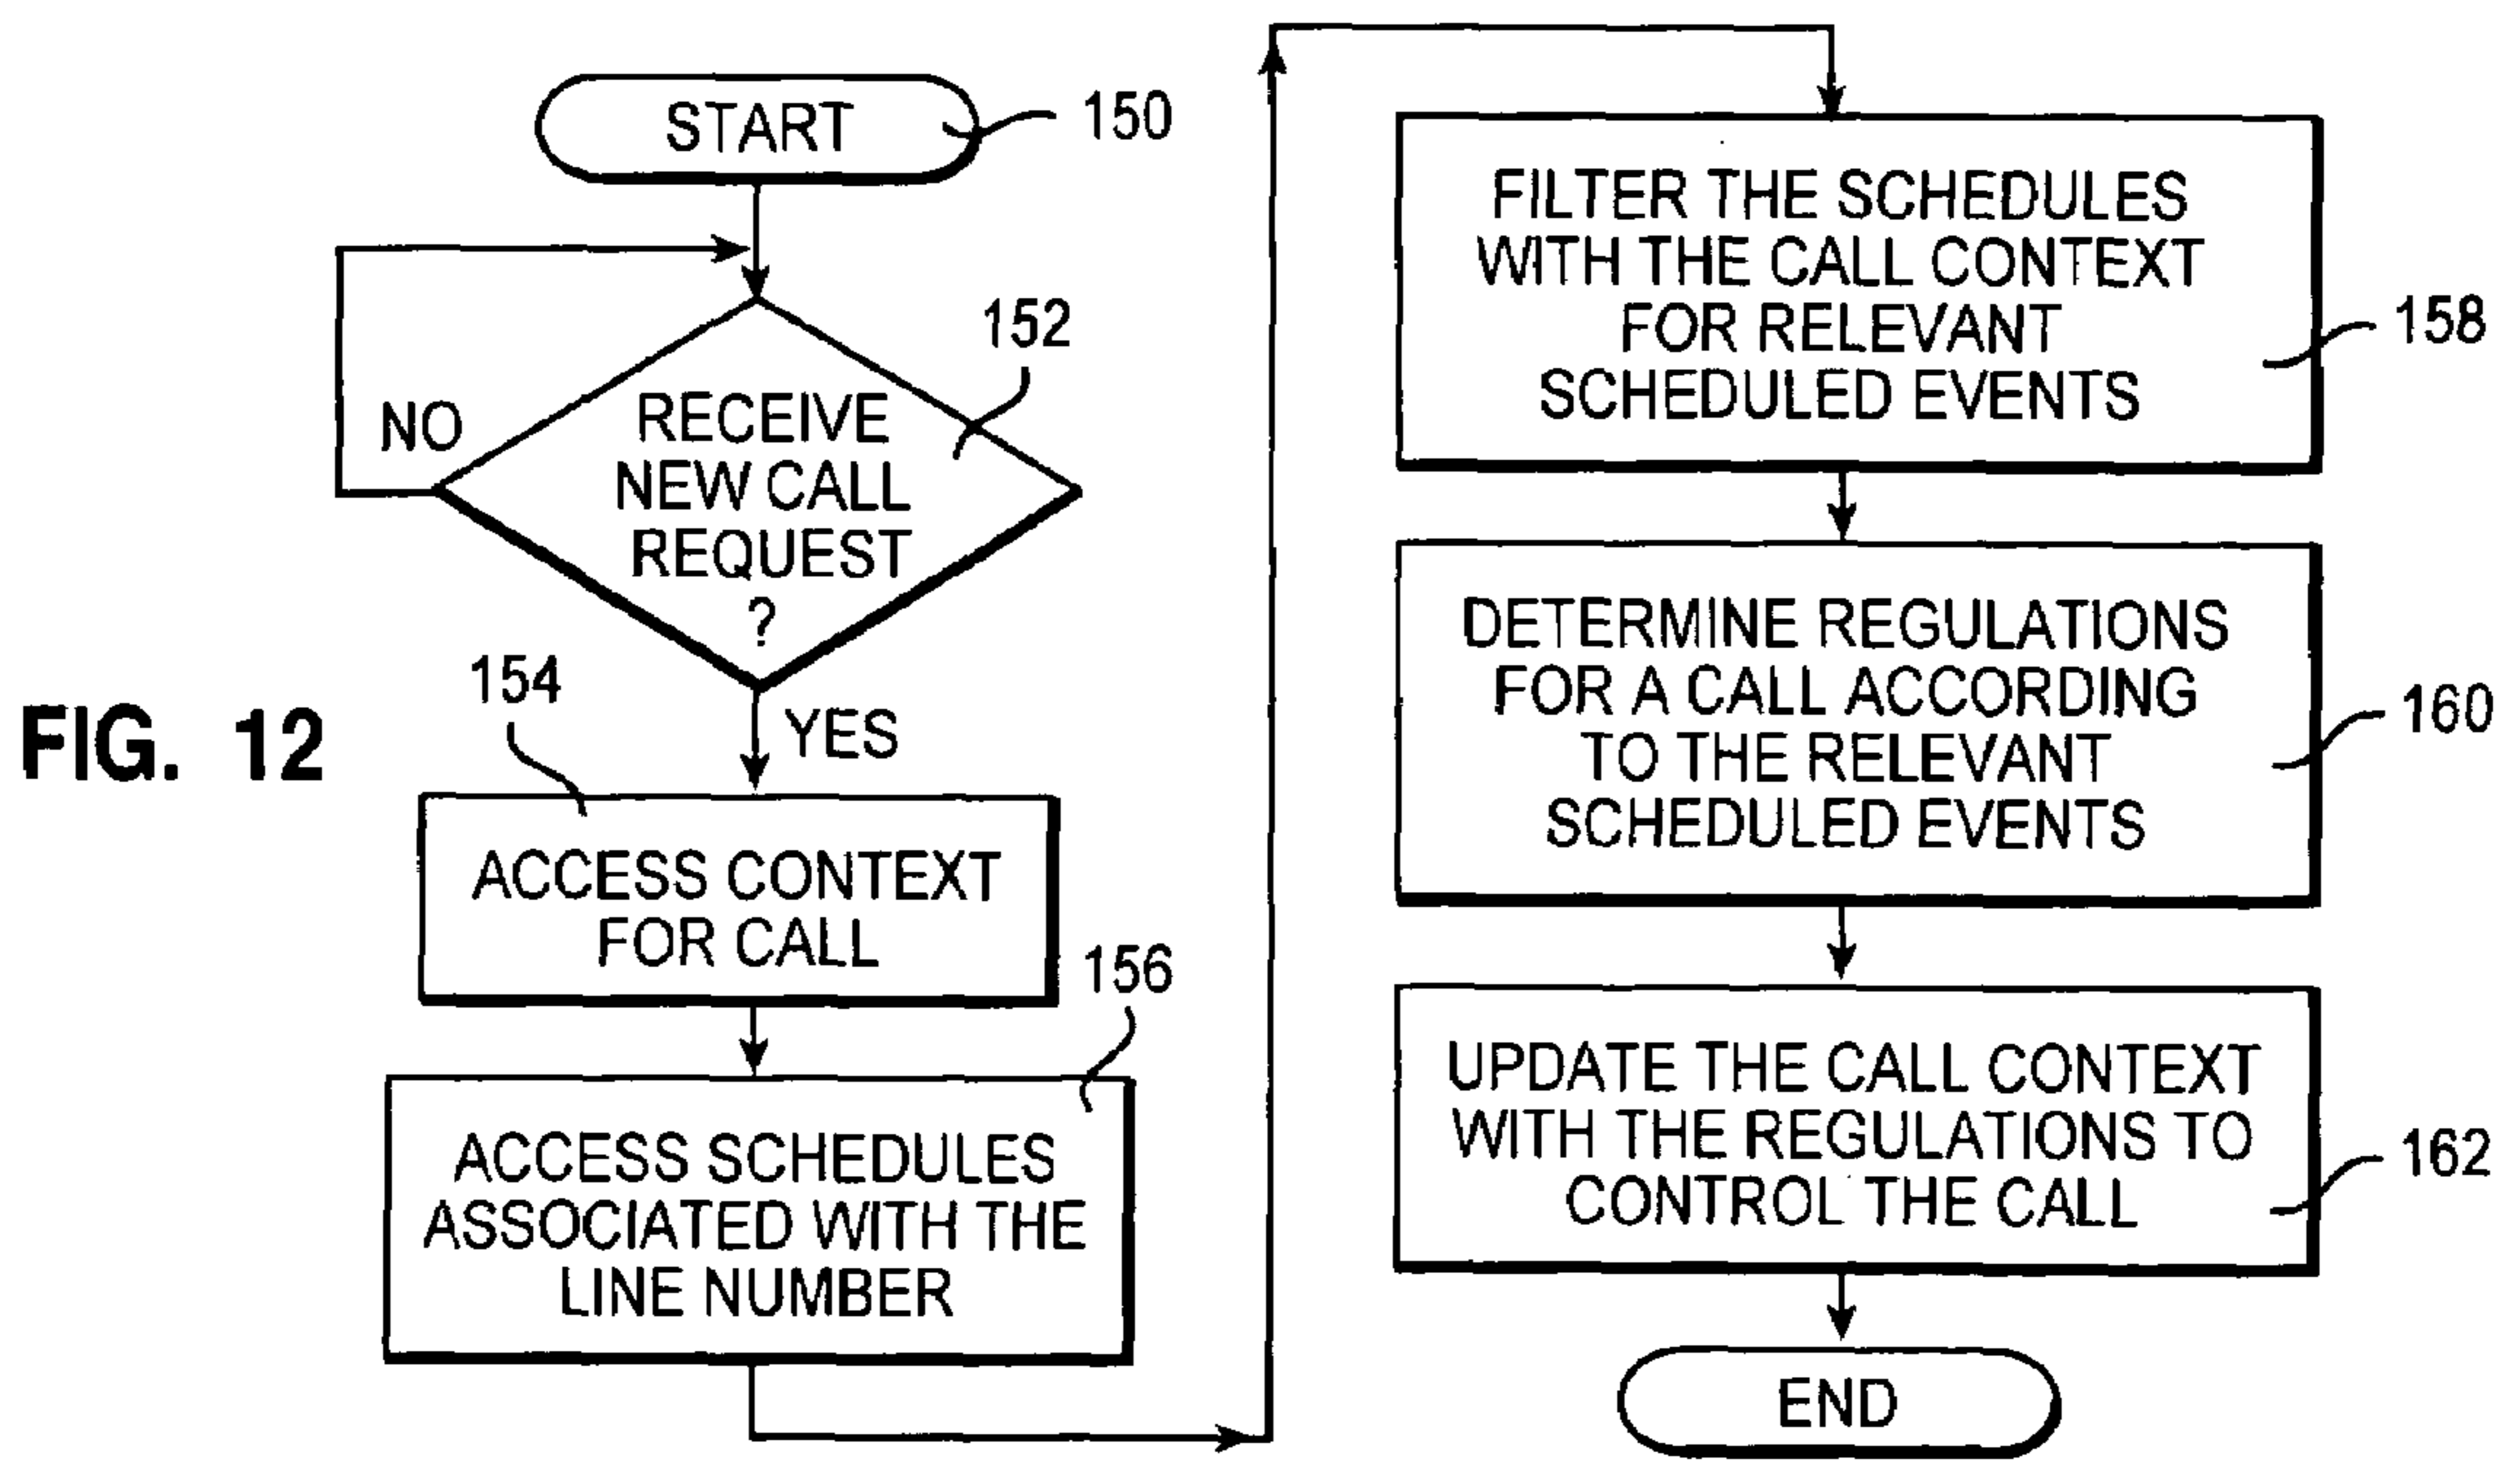 START
150
152
NO
RECEIVE
NEW CALL
REQUEST
?
154
YES
FIG. 12
ACCESS CONTEXT
FOR CALL
156
ACCESS SCHEDULES
ASSOCIATED WITH THE
LINE NUMBER
FILTER THE SCHEDULES
WITH THE CALL CONTEXT
FOR RELEVANT
SCHEDULED EVENTS
158
DETERMINE REGULATIONS
FOR A CALL ACCORDING
TO THE RELEVANT
SCHEDULED EVENTS
160
UPDATE THE CALL CONTEXT
WITH THE REGULATIONS TO
CONTROL THE CALL
162
END